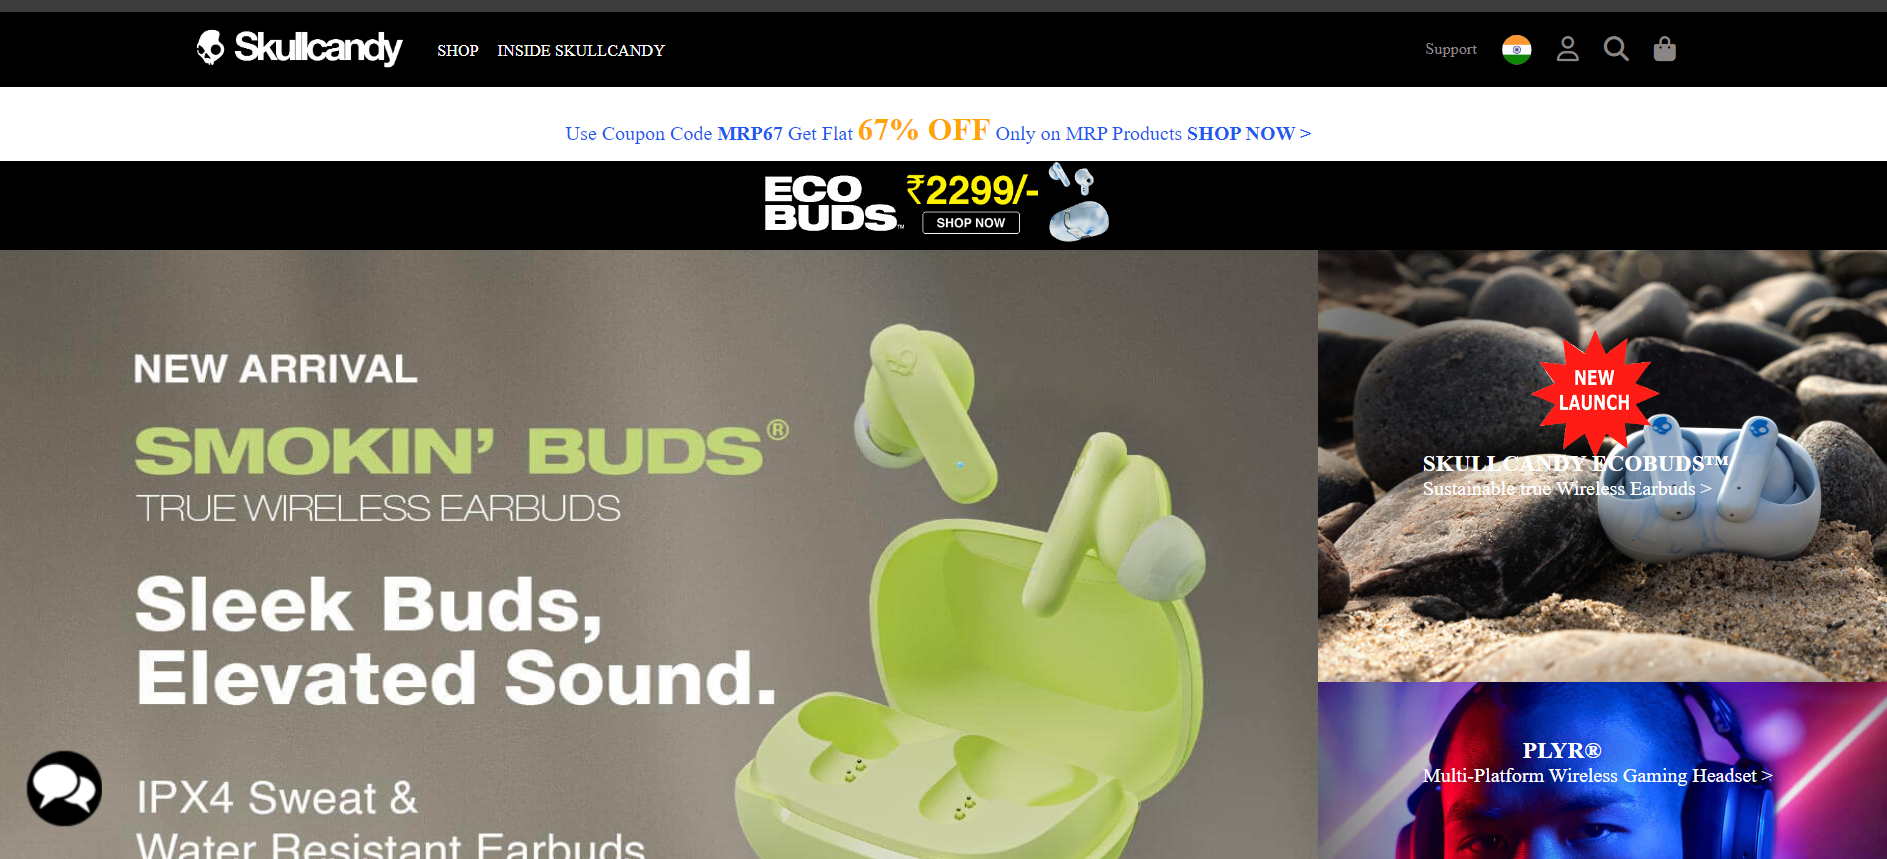 Skullcandy SHOP INSIDE SKULLCANDY Support
Use Coupon Code MRP67 Get Flat 67% OFF Only on MRP Products SHOP NOW >
ECO
BUDS™
₹2299/-
SHOP NOW
NEW ARRIVAL
SMOKIN' BUDS®
TRUE WIRELESS EARBUDS
Sleek Buds,
Elevated Sound.
IPX4 Sweat &
Water Resistant Earbuds
NEW
LAUNCH
SKULLCANDY ECOBUDS™
Sustainable true Wireless Earbuds >
PLYR®
Multi-Platform Wireless Gaming Headset >